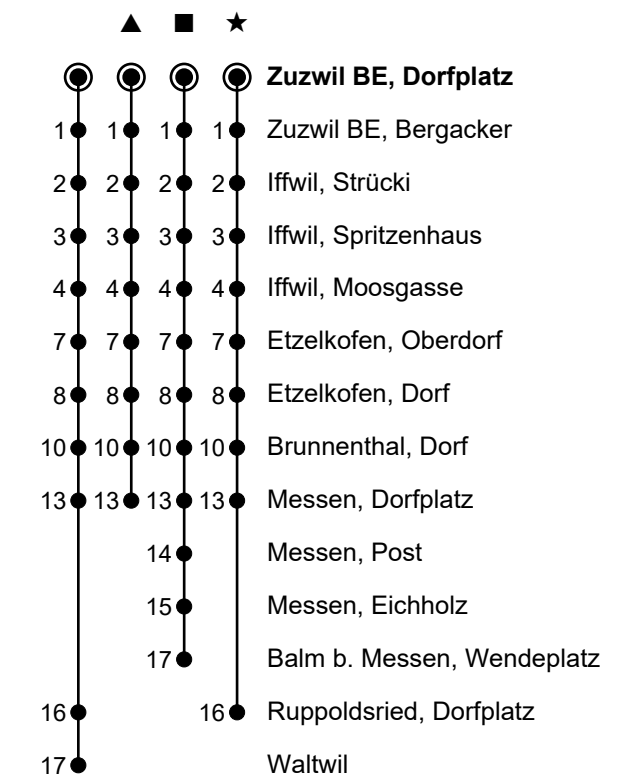 ▲ ■ ★
Zuzwil BE, Dorfplatz
1 1 1 1 Zuzwil BE, Bergacker
2 2 2 2 Iffwil, Strücki
3 3 3 3 Iffwil, Spritzenhaus
4 4 4 4 Iffwil, Moosgasse
7 7 7 7 Etzelkofen, Oberdorf
8 8 8 8 Etzelkofen, Dorf
10 10 10 10 Brunnenthal, Dorf
13 13 13 13 Messen, Dorfplatz
14 Messen, Post
15 Messen, Eichholz
17 Balm b. Messen, Wendeplatz
16 16 Ruppoldsried, Dorfplatz
17 Waltwil